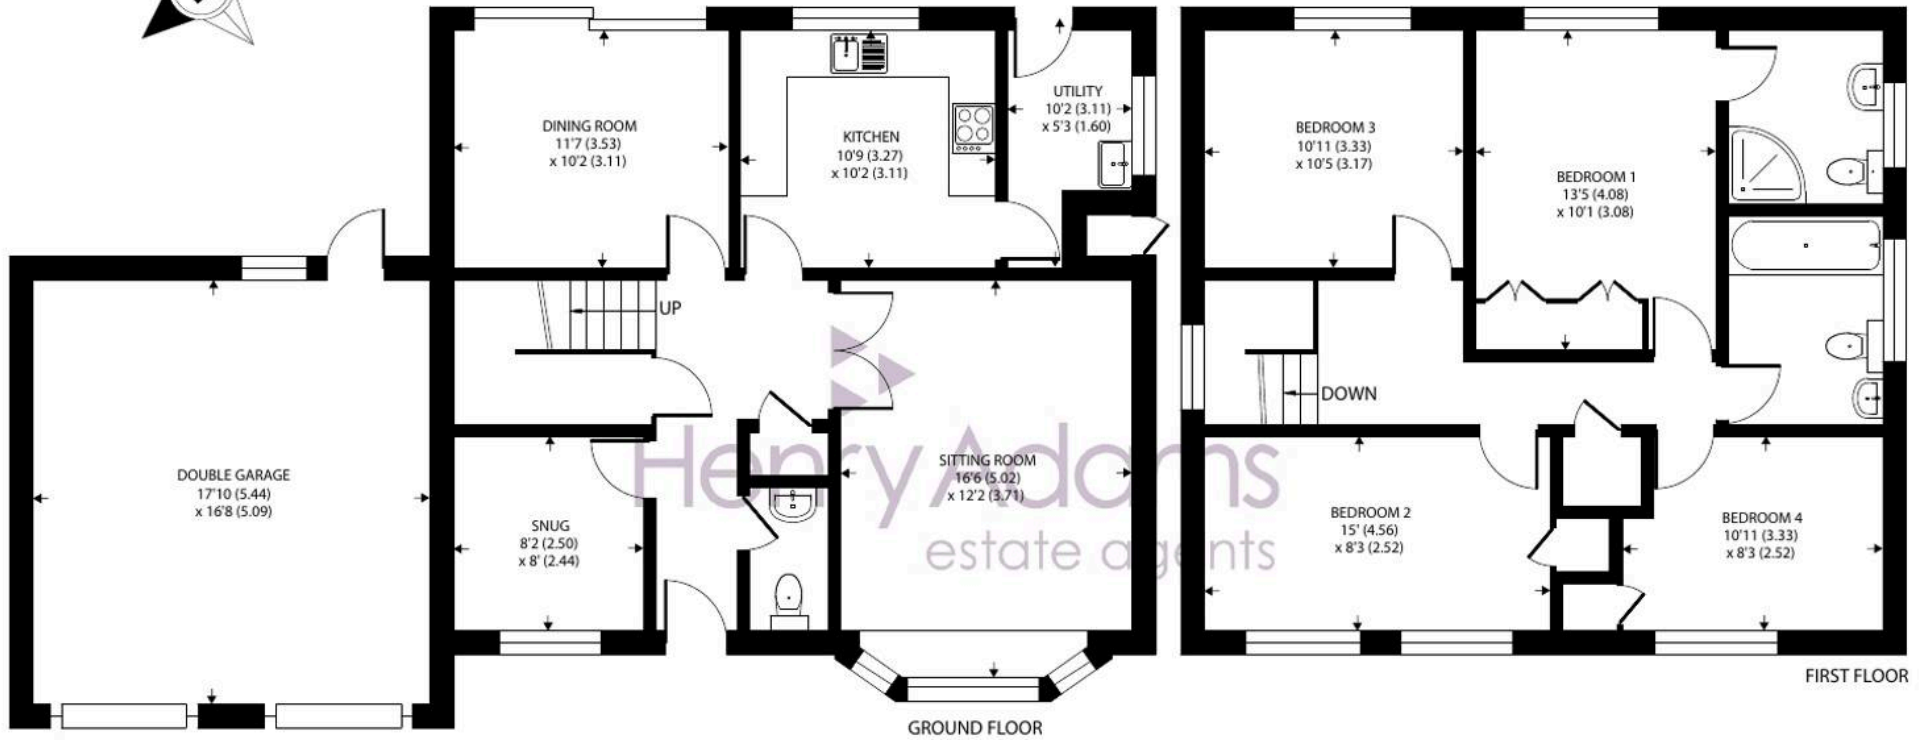 DINING ROOM
11'7 (3.53)
x 10'2 (3.11)
KITCHEN
10'9 (3.27)
x 10'2 (3.11)
UTILITY
10'2 (3.11)
x 5'3 (1.60)
BEDROOM 3
10'11 (3.33)
x 10'5 (3.17)
BEDROOM 1
13'5 (4.08)
x 10'1 (3.08)
UP
DOWN
DOUBLE GARAGE
17'10 (5.44)
x 16'8 (5.09)
SNUG
8'2 (2.50)
x 8' (2.44)
SITTING ROOM
16'6 (5.02)
x 12'2 (3.71)
Henry Adams
estate agents
BEDROOM 2
15' (4.56)
x 8'3 (2.52)
BEDROOM 4
10'11 (3.33)
x 8'3 (2.52)
GROUND FLOOR
FIRST FLOOR